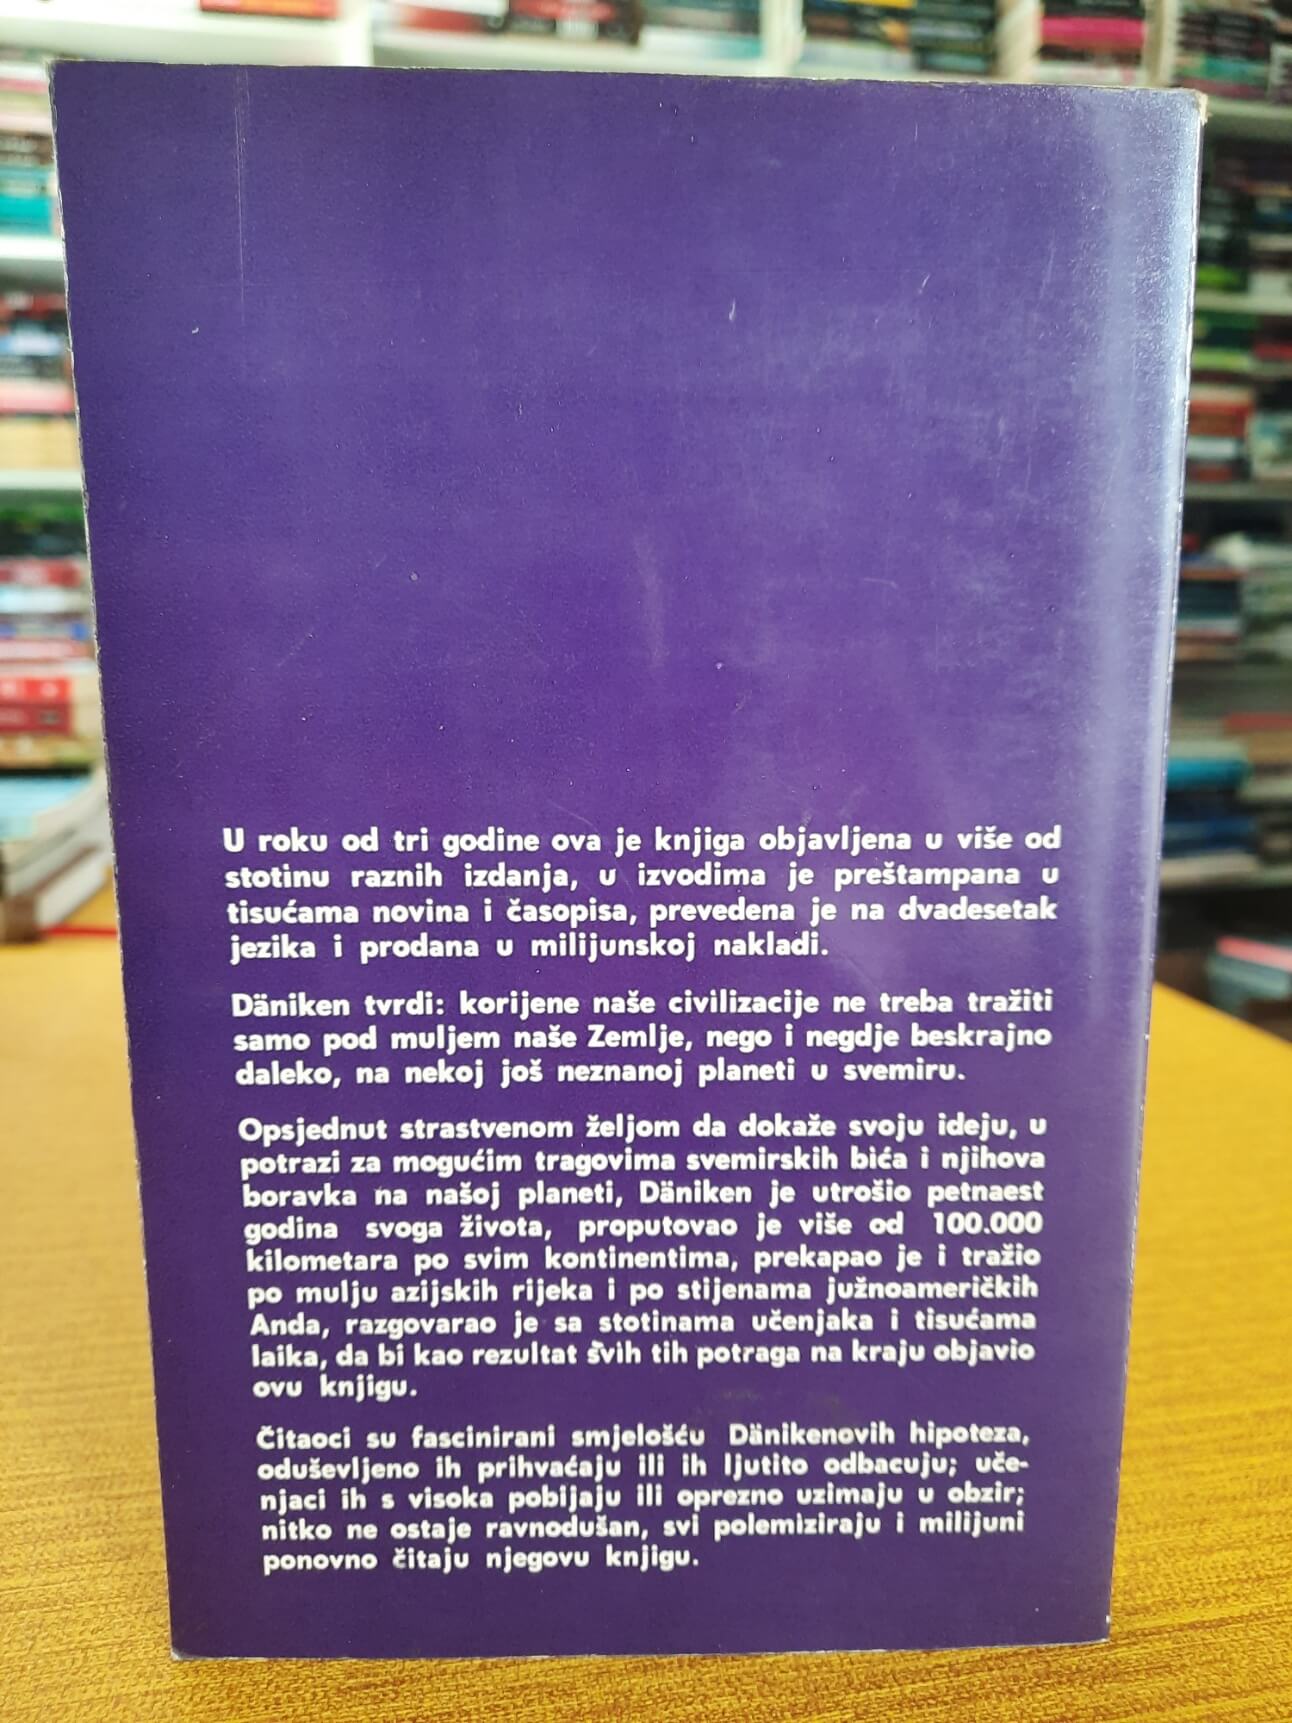 U roku od tri godine ova je knjiga objavljena u više od
stotinu raznih izdanja, u izvodima je preštampana u
tisućama novina i časopisa, prevedena je na dvadesetak
jezika i prodana u milijunskoj nakladi.
Däniken tvrdi: korijene naše civilizacije ne treba tražiti
samo pod muljem naše Zemlje, nego i negdje beskrajno
daleko, na nekoj još neznanoj planeti u svemiru.
Opsjednut strastvenom željom da dokaže svoju ideju, u
potrazi za mogućim tragovima svemirskih bića i njihova
boravka na našoj planeti, Däniken je utrošio petnaest
godina svoga života, proputovao je više od 100.000
kilometara po svim kontinentima, prekapao je i tražio
po mulju azijskih rijeka i po stijenama južnoameričkih
Anda, razgovarao je sa stotinama učenjaka i tisućama
laika, da bi kao rezultat svih tih potraga na kraju objavio
ovu knjigu.
Čitaoci su fascinirani smjelošću Dänikenovih hipoteza,
oduševljeno ih prihvaćaju ili ih ljutito odbacuju; uče-
njaci ih s visoka pobijaju ili oprezno uzimaju u obzir;
nitko ne ostaje ravnodušan, svi polemiziraju i milijuni
ponovno čitaju njegovu knjigu.